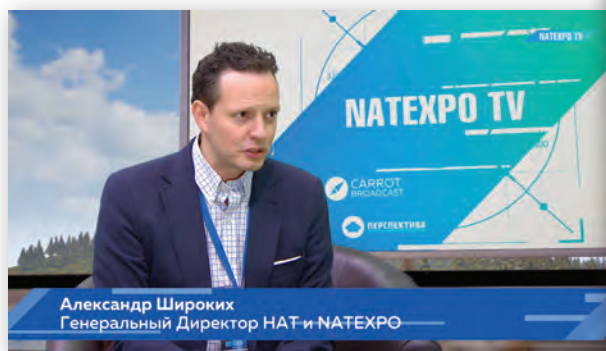 NATEXPO TV
NATEXPO TV
CARROT
BROADCAST
ПЕРСПЕКТИВА
Александр Широких
Генеральный Директор НАТ и NATEXPO